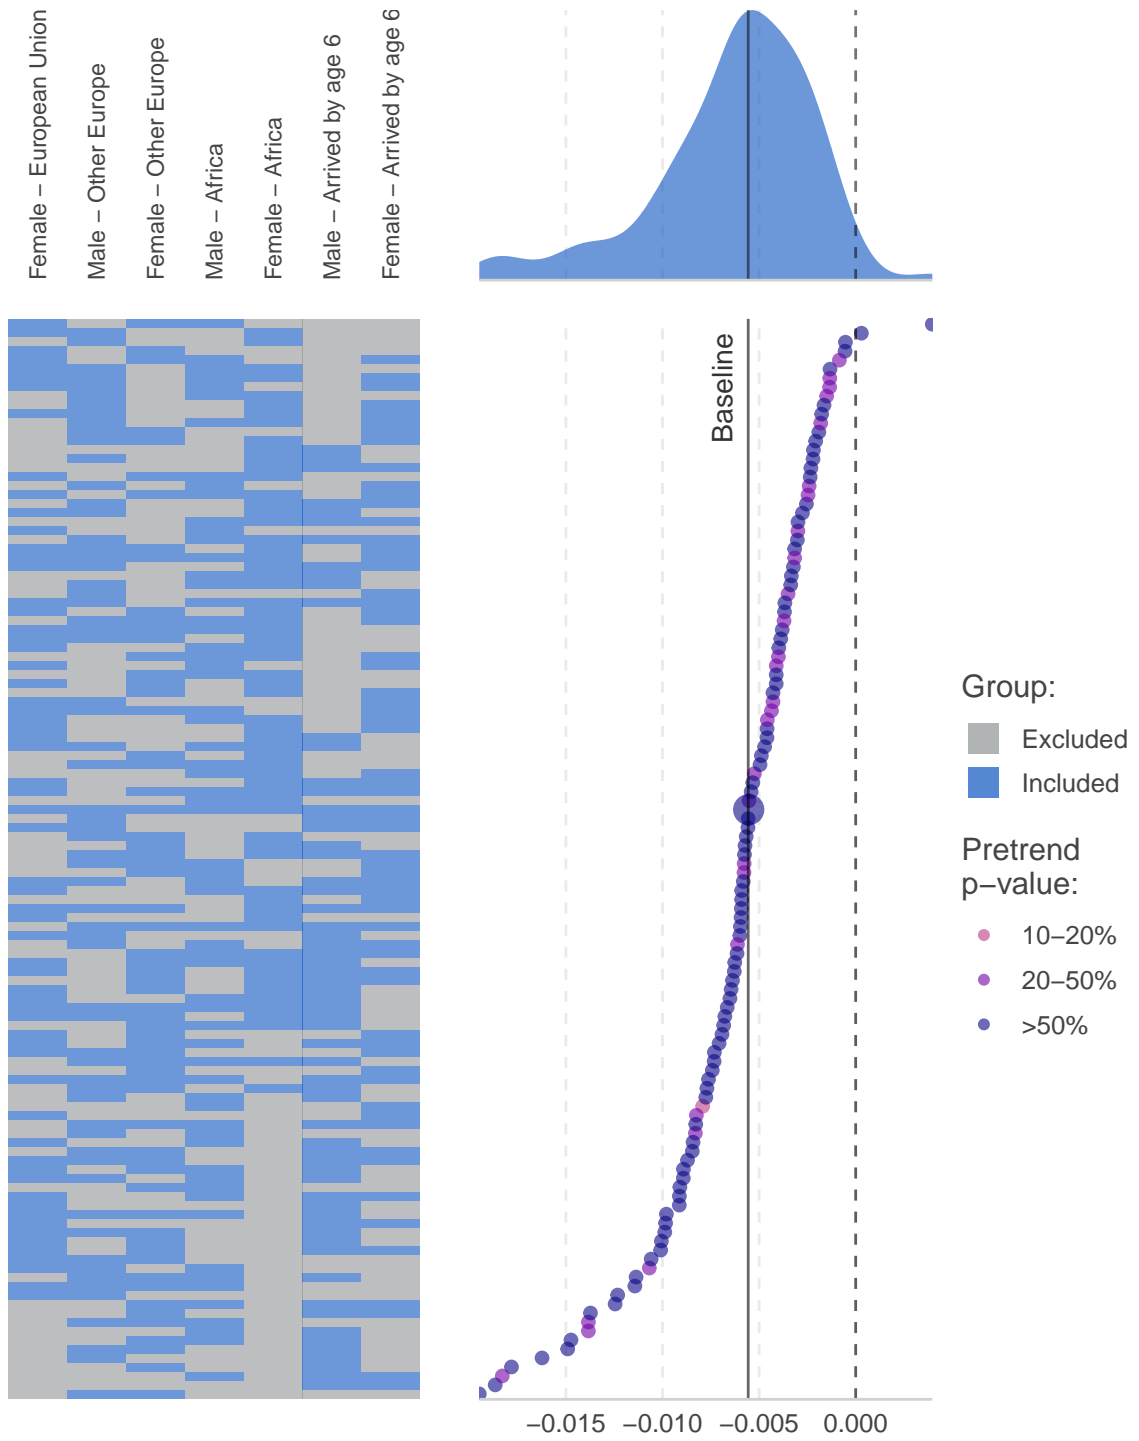 Female – European Union
Male – Other Europe
Female – Other Europe
Male – Africa
Female – Africa
Male – Arrived by age 6
Female – Arrived by age 6
Baseline
Group:
Excluded
Included
Pretrend
p−value:
10−20%
20−50%
>50%
−0.015
−0.010
−0.005
0.000